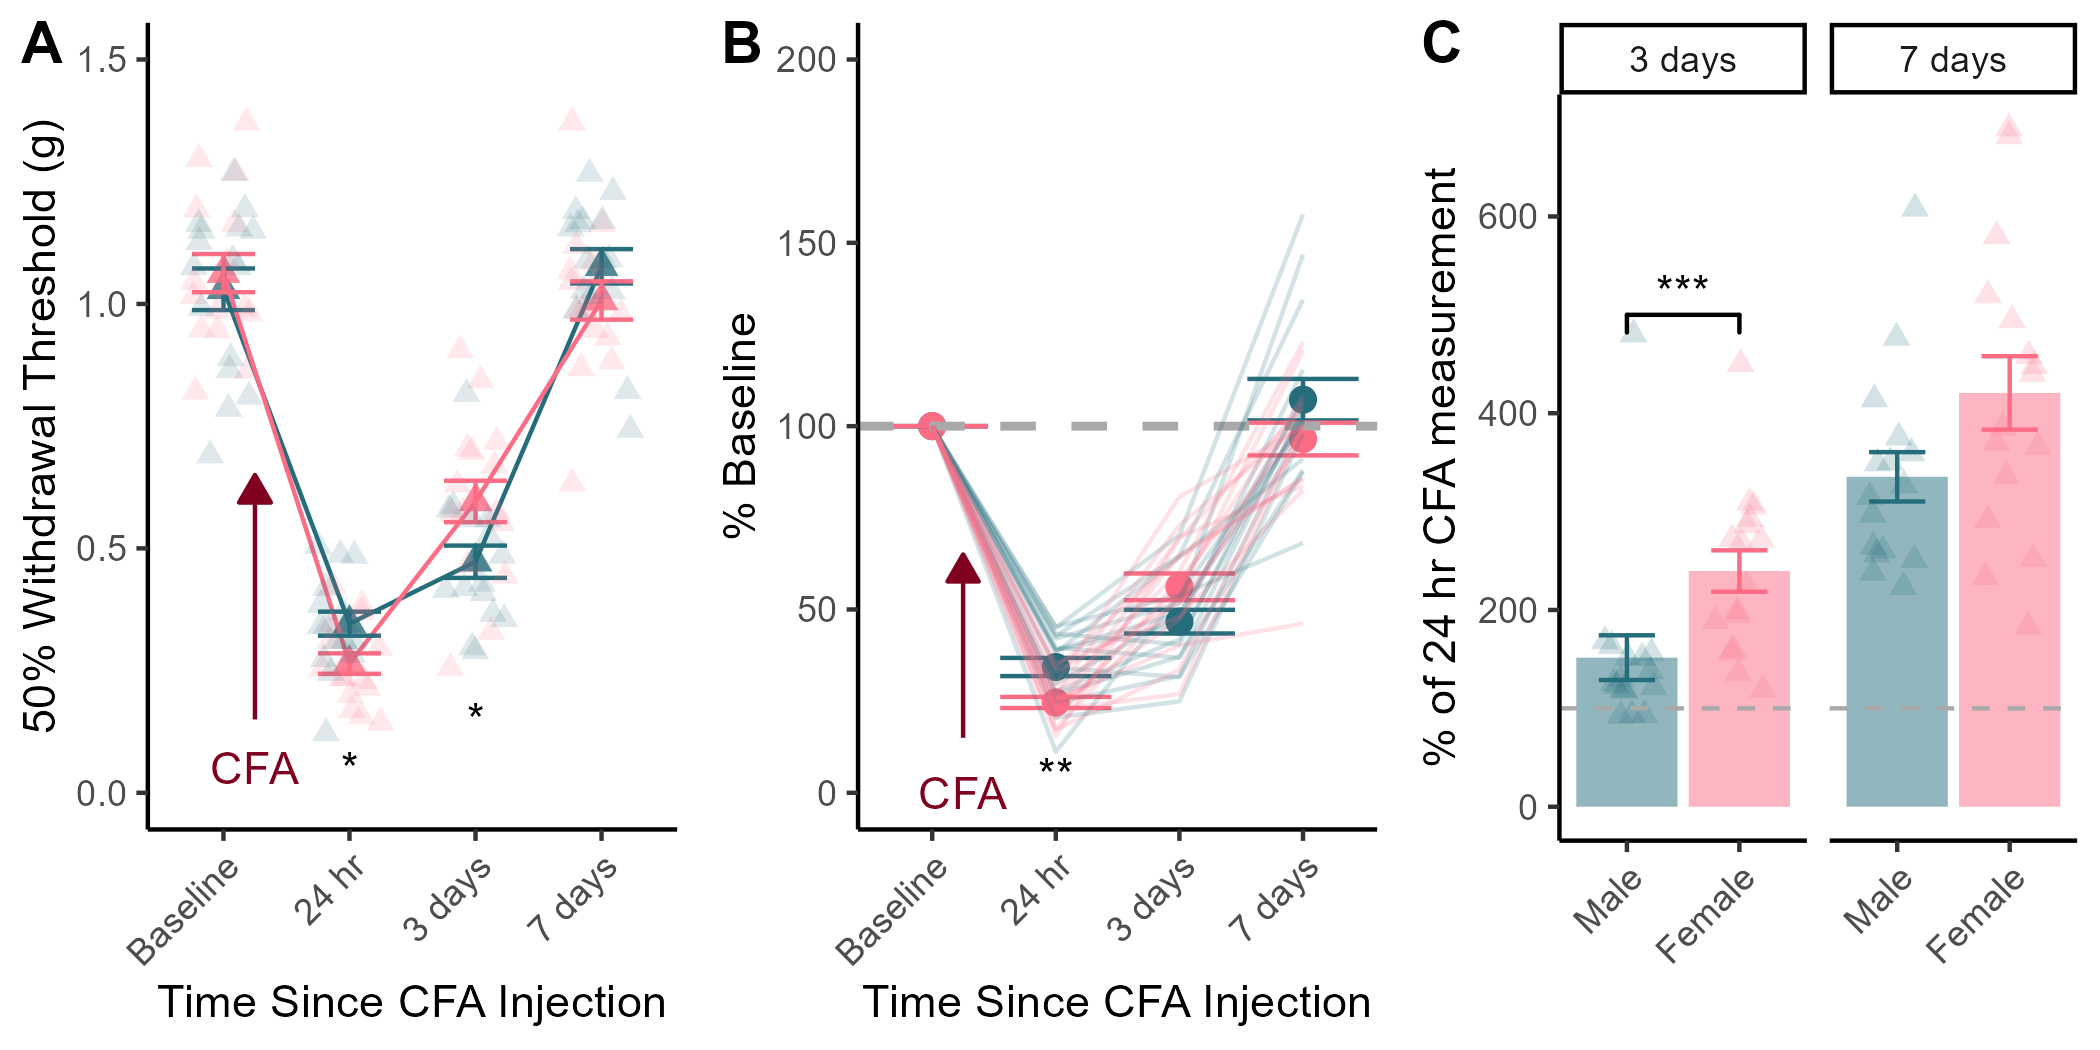 A
50% Withdrawal Threshold (g)
1.5
1.0
0.5
0.0
CFA
*
*
Baseline
24 hr
3 days
7 days
Time Since CFA Injection
B
% Baseline
200
150
100
50
0
CFA
**
Baseline
24 hr
3 days
7 days
Time Since CFA Injection
C
% of 24 hr CFA measurement
3 days
7 days
600
400
200
0
***
Male
Female
Male
Female